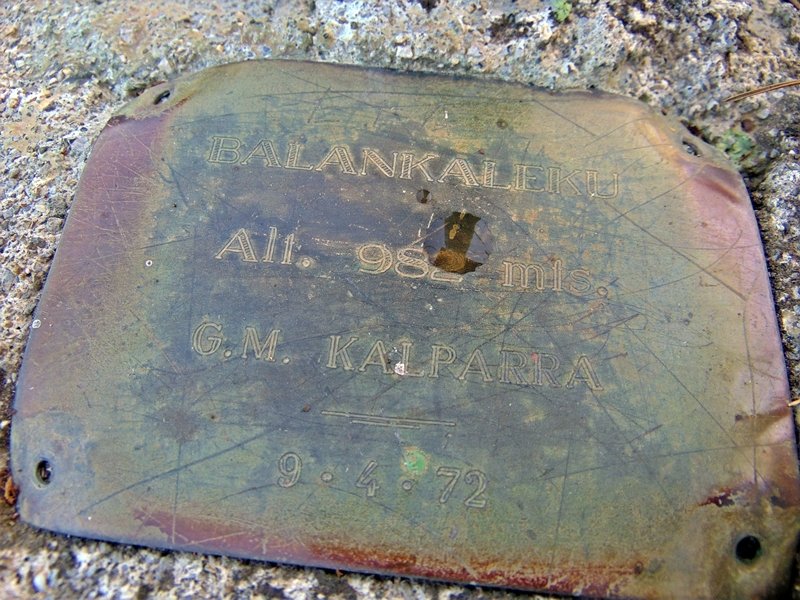 BALANKALEKU
Alt. 982 mts.
G.M. KALPARRA
9·4·72